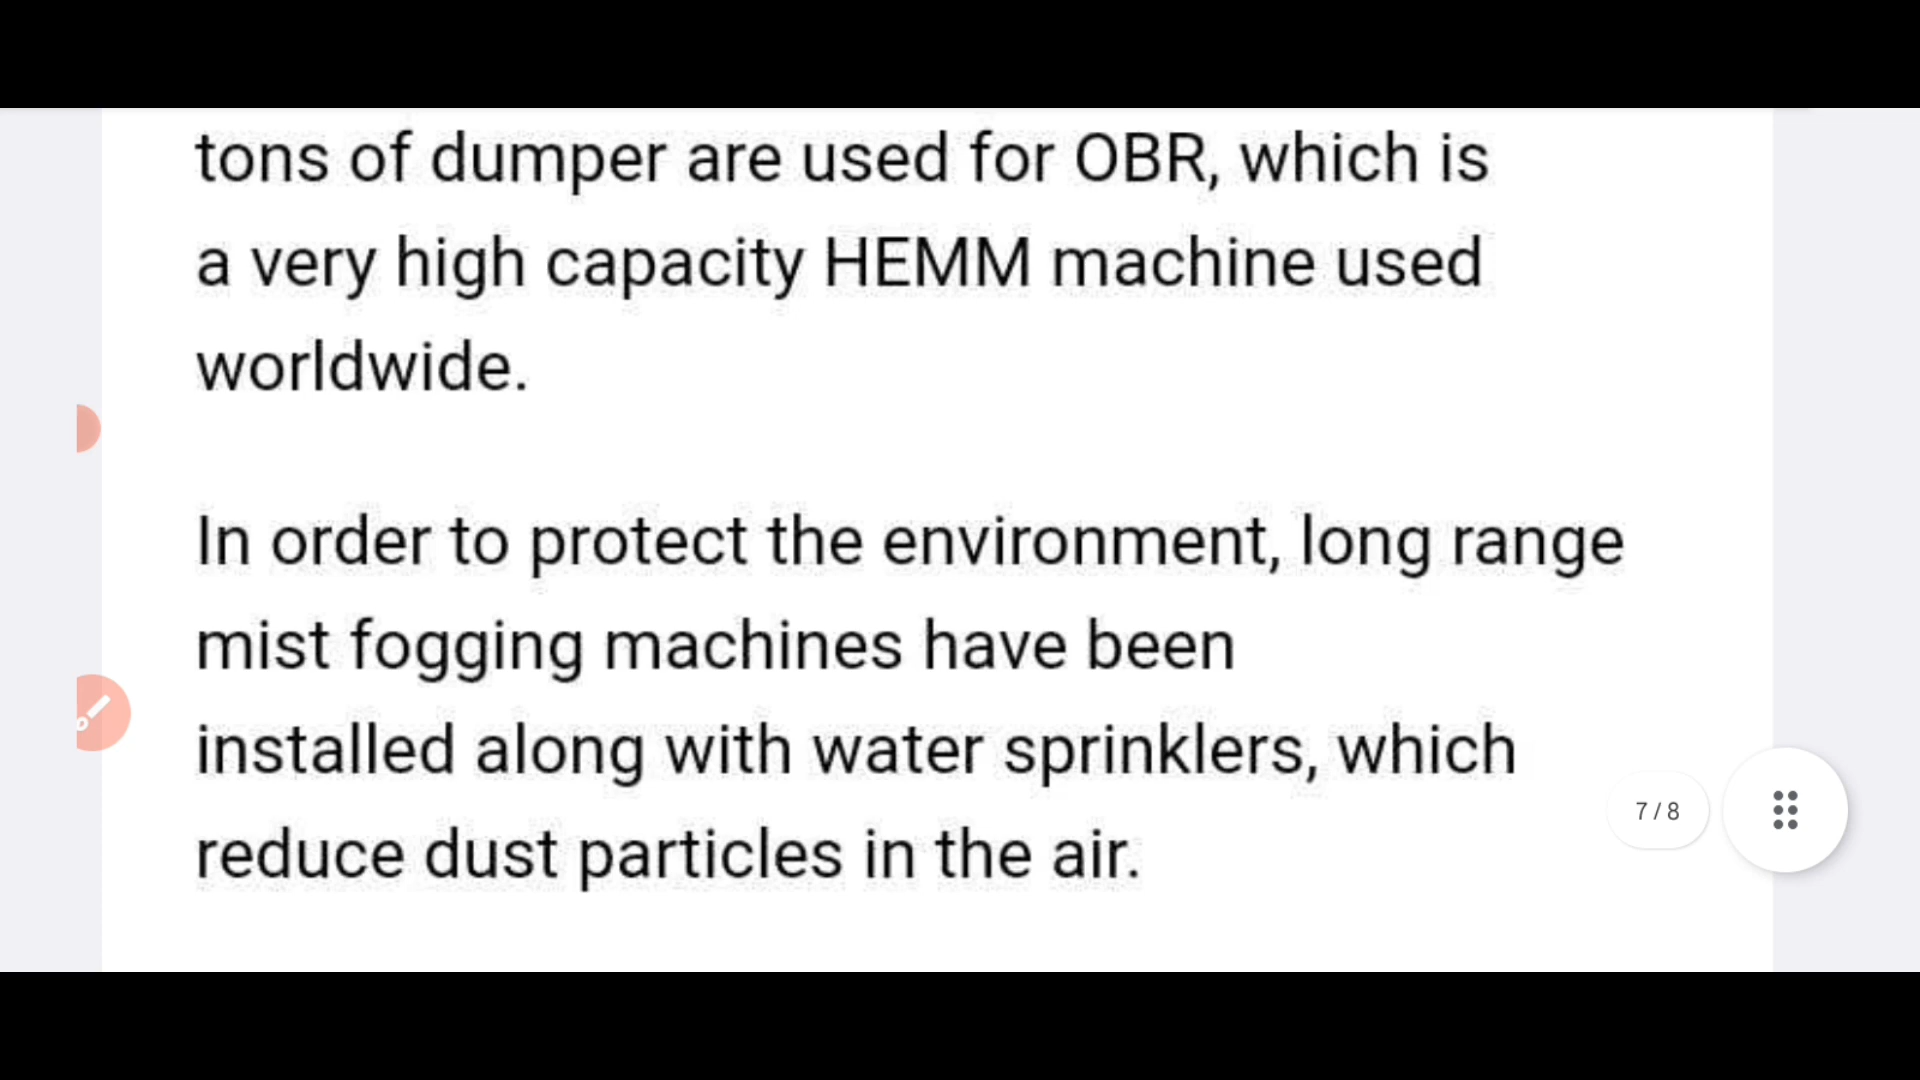 tons of dumper are used for OBR, which is
a very high capacity HEMM machine used
worldwide.
In order to protect the environment, long range
mist fogging machines have been
installed along with water sprinklers, which
reduce dust particles in the air.
7 / 8